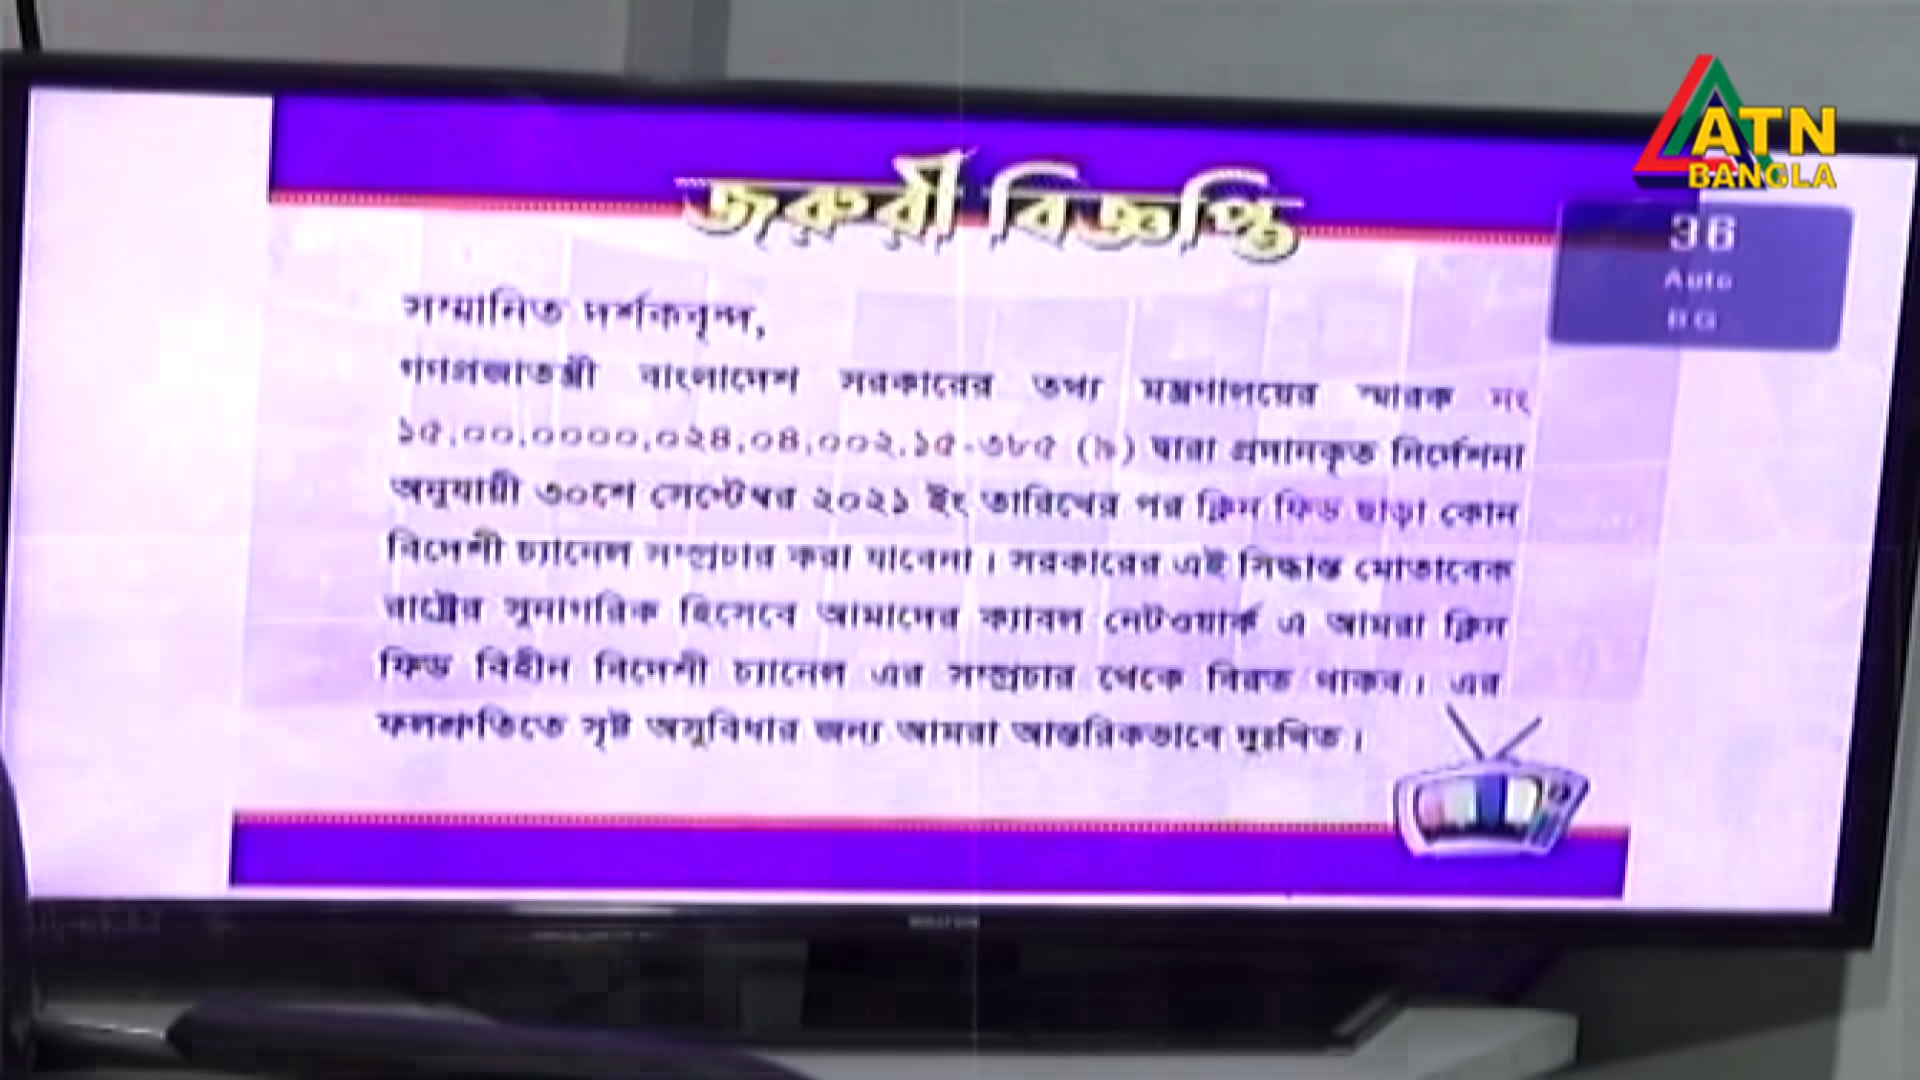 ATN
BANGLA
জরুরী বিজ্ঞপ্তি
36
Auto
BG
সম্মানিত দর্শকবৃন্দ,
গণপ্রজাতন্ত্রী বাংলাদেশ সরকারের তথ্য মন্ত্রণালয়ের স্মারক নং
১৫.০০.০০০০.০২৪.০৪.০০২.১৫-৩৮৫ (৯) দ্বারা প্রদানকৃত নির্দেশনা
অনুযায়ী ৩০শে সেপ্টেম্বর ২০২১ ইং তারিখের পর ক্লিন ফিড ছাড়া কোন
বিদেশী চ্যানেল সম্প্রচার করা যাবেনা । সরকারের এই সিদ্ধান্ত মোতাবেক
রাষ্ট্রের সুনাগরিক হিসেবে আমাদের ক্যাবল নেটওয়ার্ক এ আমরা ক্লিন
ফিড বিহীন বিদেশী চ্যানেল এর সম্প্রচার থেকে বিরত থাকব। এর
ফলশ্রুতিতে সৃষ্ট অসুবিধার জন্য আমরা আন্তরিকভাবে দুঃখিত ।